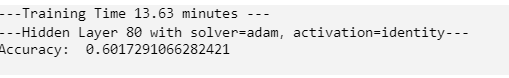 ---Training Time 13.63 minutes ---
---Hidden Layer 80 with solver=adam, activation=identity---
Accuracy:  0.6017291066282421